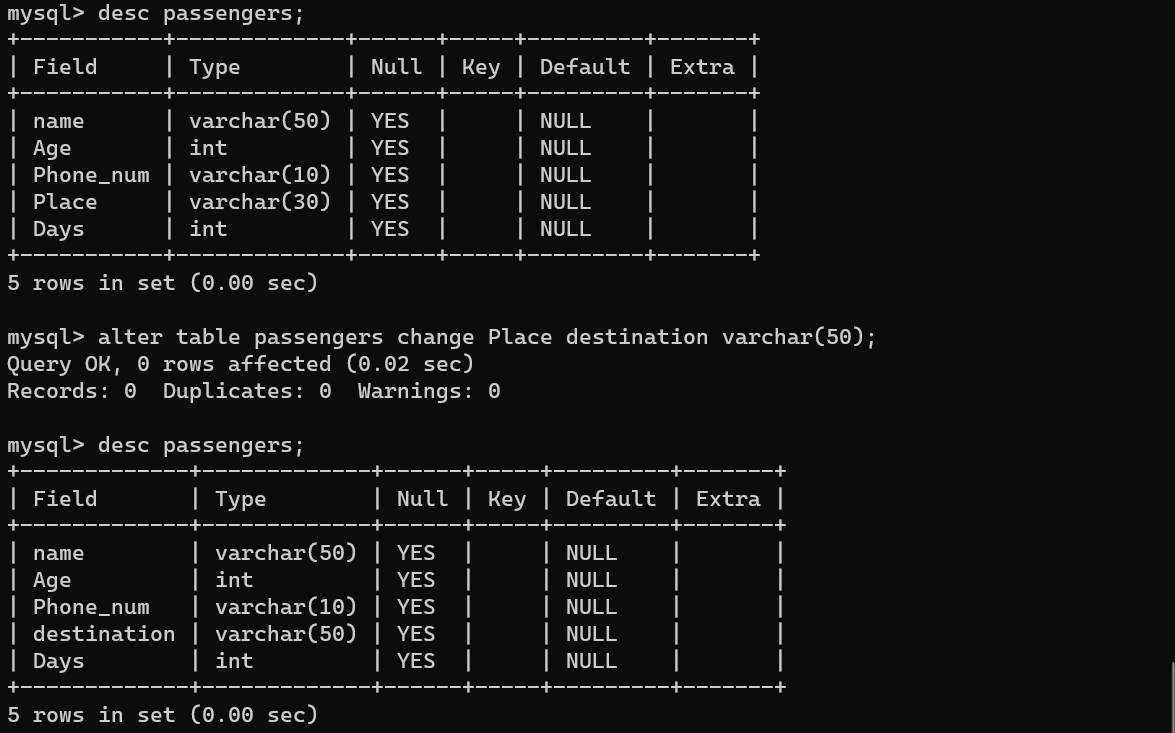 mysql> desc passengers;
+-----------+-------------+------+-----+---------+-------+
| Field     | Type        | Null | Key | Default | Extra |
+-----------+-------------+------+-----+---------+-------+
| name      | varchar(50) | YES  |     | NULL    |       |
| Age       | int         | YES  |     | NULL    |       |
| Phone_num | varchar(10) | YES  |     | NULL    |       |
| Place     | varchar(30) | YES  |     | NULL    |       |
| Days      | int         | YES  |     | NULL    |       |
+-----------+-------------+------+-----+---------+-------+
5 rows in set (0.00 sec)

mysql> alter table passengers change Place destination varchar(50);
Query OK, 0 rows affected (0.02 sec)
Records: 0  Duplicates: 0  Warnings: 0

mysql> desc passengers;
+-------------+-------------+------+-----+---------+-------+
| Field       | Type        | Null | Key | Default | Extra |
+-------------+-------------+------+-----+---------+-------+
| name        | varchar(50) | YES  |     | NULL    |       |
| Age         | int         | YES  |     | NULL    |       |
| Phone_num   | varchar(10) | YES  |     | NULL    |       |
| destination | varchar(50) | YES  |     | NULL    |       |
| Days        | int         | YES  |     | NULL    |       |
+-------------+-------------+------+-----+---------+-------+
5 rows in set (0.00 sec)